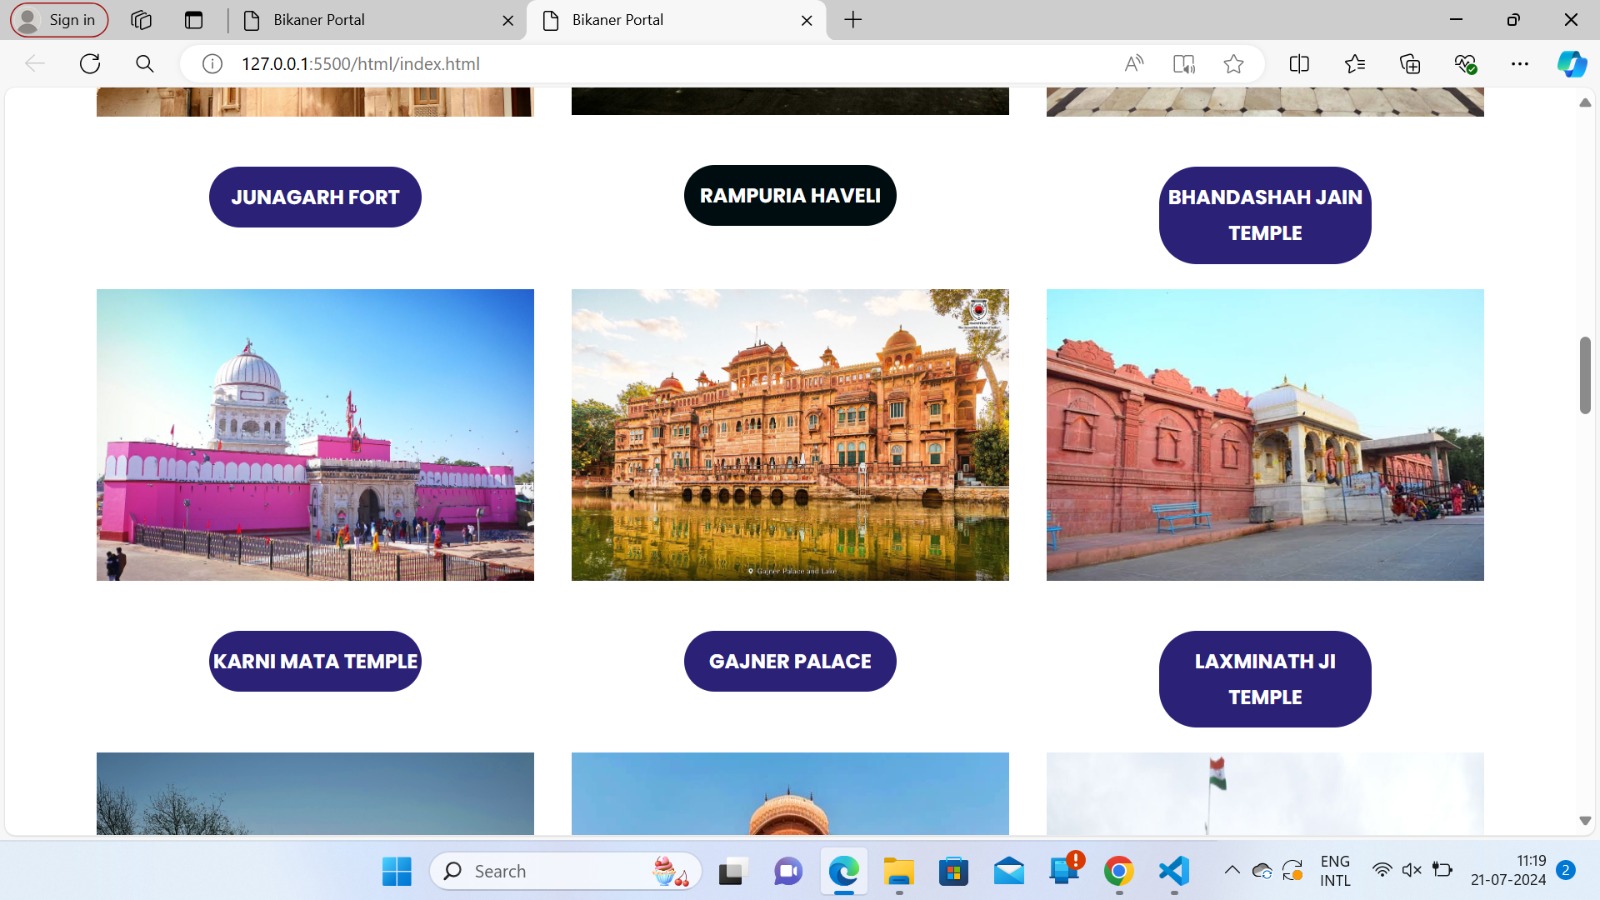 Sign in
Bikaner Portal
Bikaner Portal
127.0.0.1:5500/html/index.html
JUNAGARH FORT
RAMPURIA HAVELI
BHANDASHAH JAIN
TEMPLE
Gajner Palace and Lake
KARNI MATA TEMPLE
GAJNER PALACE
LAXMINATH JI
TEMPLE
Search
ENG
INTL
11:19
21-07-2024
2